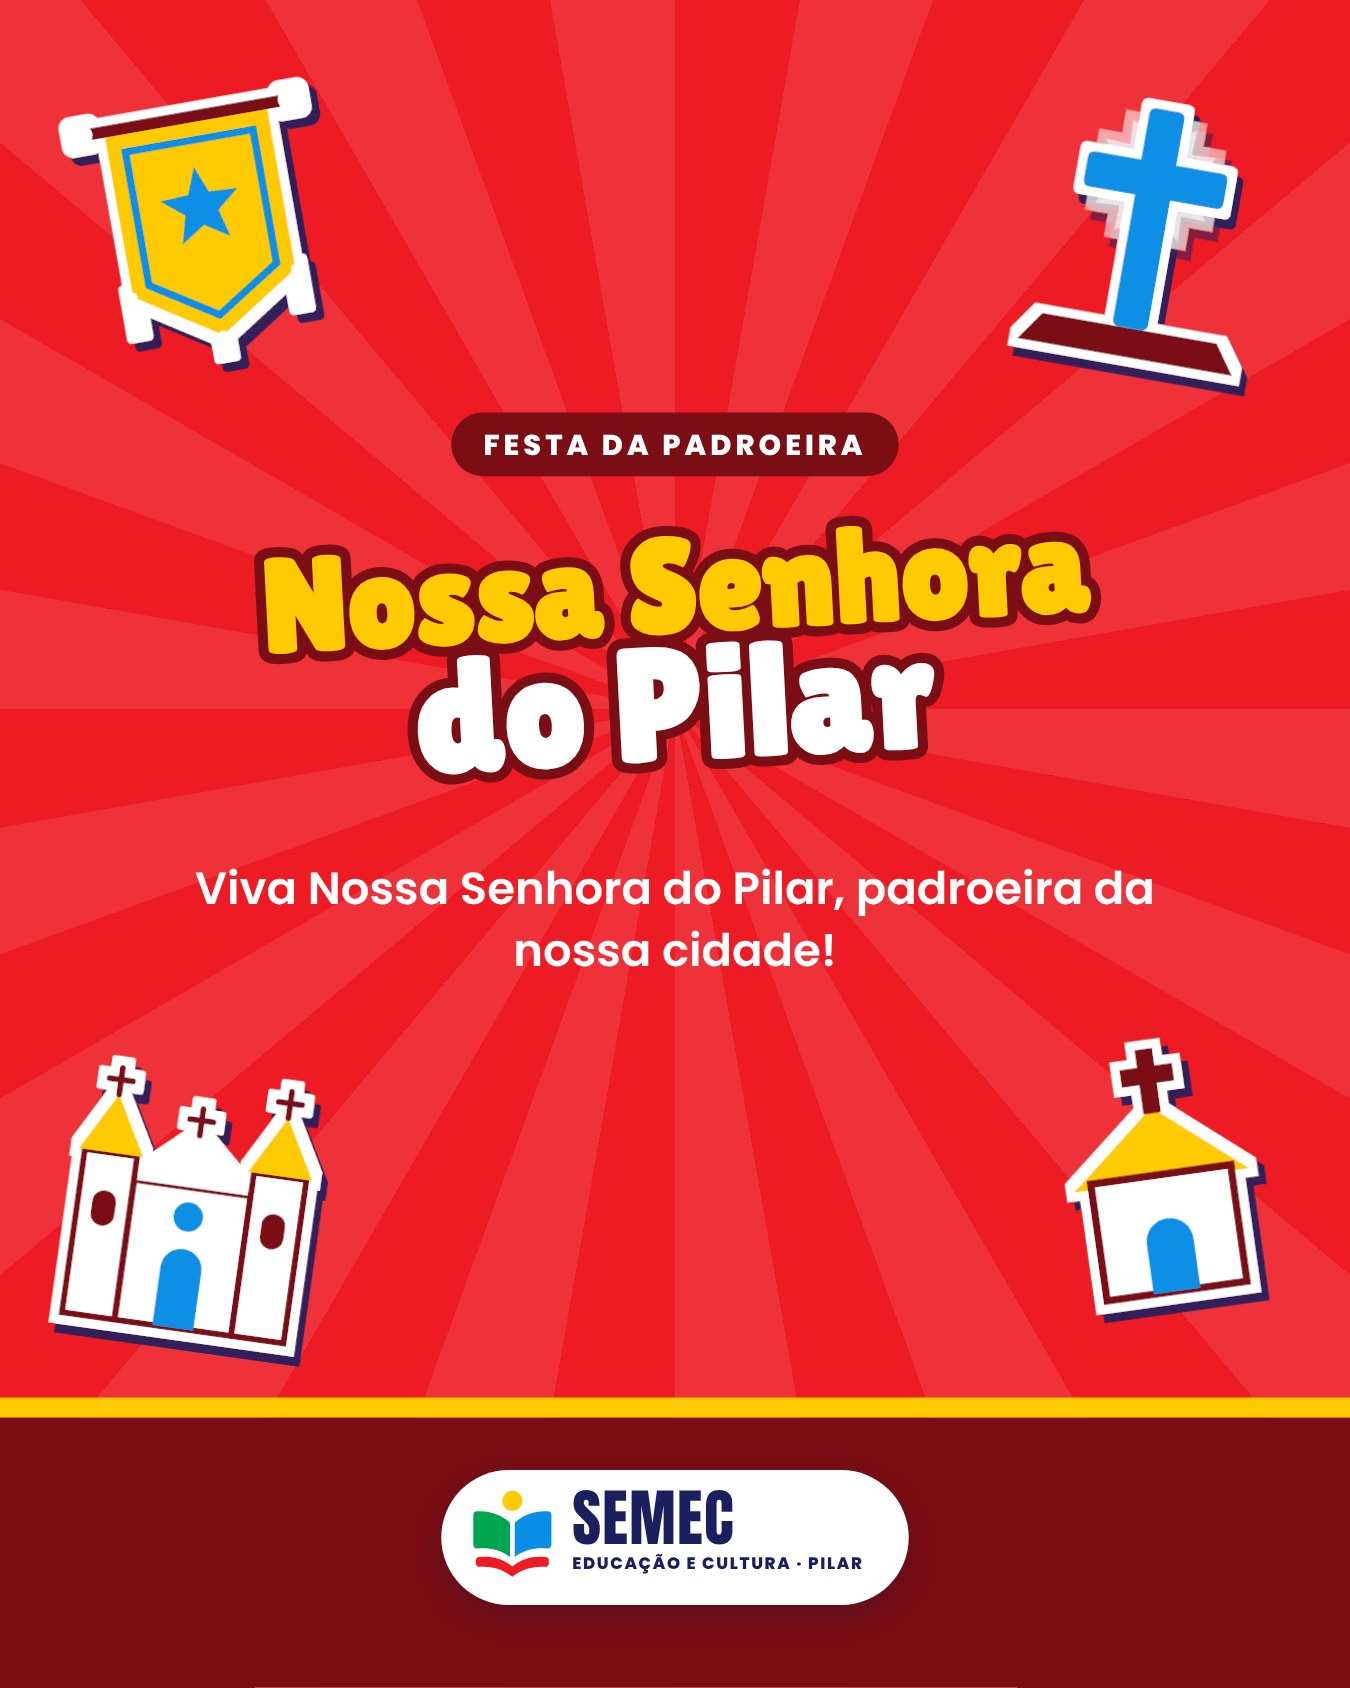 FESTA DA PADROEIRA
Nossa Senhora
do Pilar
Viva Nossa Senhora do Pilar, padroeira da
nossa cidade!
SEMEC
EDUCAÇÃO E CULTURA · PILAR